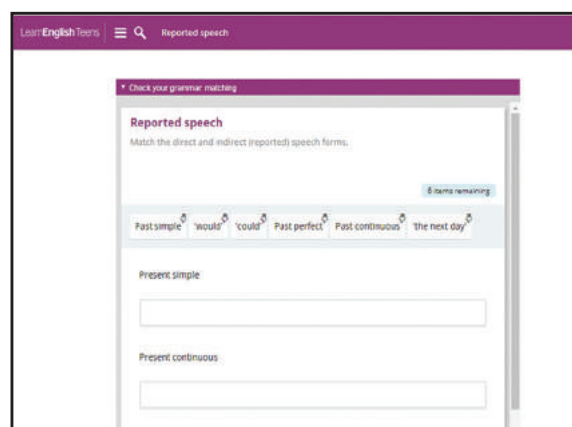 LearnEnglish Teens Reported speech
Check your grammar: matching
Reported speech
Match the direct and indirect (reported) speech forms.
6 items remaining
Past simple 'would' 'could' Past perfect Past continuous 'the next day'
Present simple
Present continuous